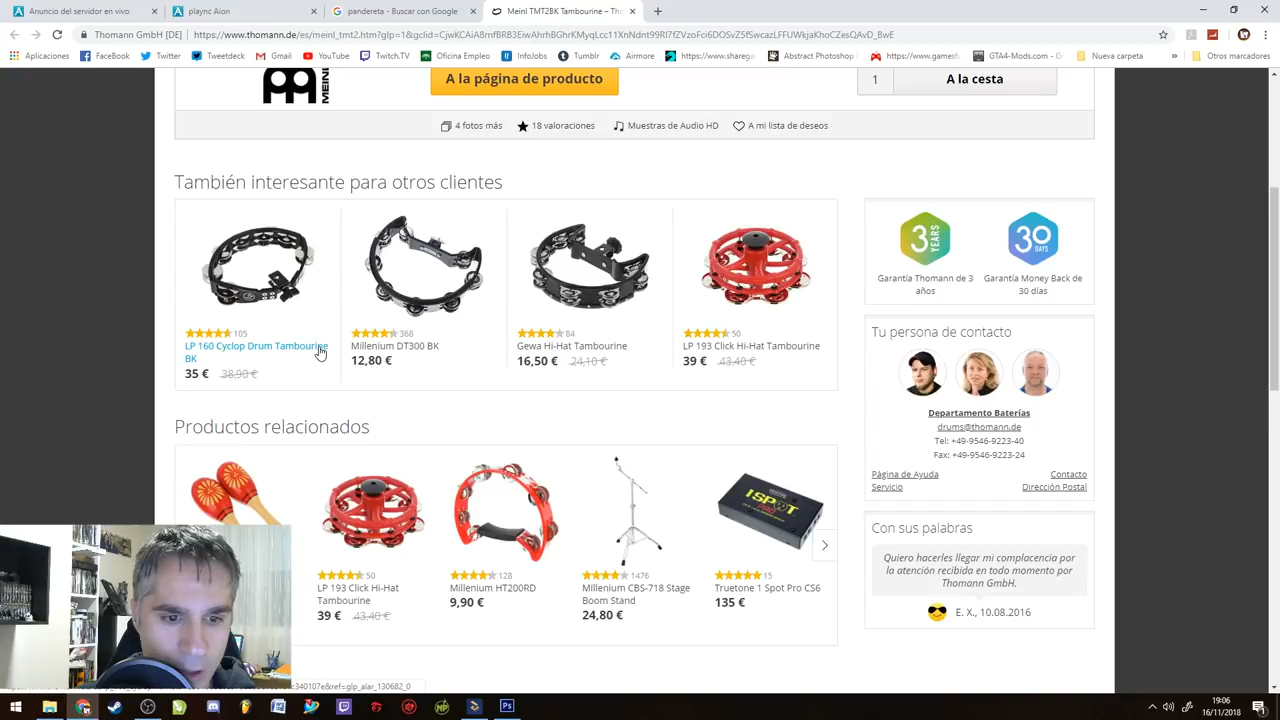 Anuncio del servidor en vivo
plaync Aion
pandereta - Buscar con Google
Meinl TMT2BK Tambourine – Tho
Thomann GmbH [DE]
Aplicaciones
FaceBook
Twitter
Tweetdeck
Gmail
YouTube
Twitch.TV
Oficina Empleo
InfoJobs
Tumblr
Airmore
https://www.sharega
Abstract Photoshop
https://www.gamesh
GTA4-Mods.com - G
Nueva carpeta
»
Otros marcadores
MEINL
A la página de producto
1
A la cesta
4 fotos más
18 valoraciones
Muestras de Audio HD
A mi lista de deseos
También interesante para otros clientes
105
LP 160 Cyclop Drum Tambourine
BK
35 € 38,90 €
368
Millenium DT300 BK
12,80 €
84
Gewa Hi-Hat Tambourine
16,50 € 24,10 €
50
LP 193 Click Hi-Hat Tambourine
39 € 43,40 €
3
YEARS
30
DAYS
Garantía Thomann de 3
años
Garantía Money Back de
30 días
Tu persona de contacto
Departamento Baterías
drums@thomann.de
Tel: +49-9546-9223-40
Fax: +49-9546-9223-24
Página de Ayuda
Contacto
Servicio
Dirección Postal
Productos relacionados
50
LP 193 Click Hi-Hat
Tambourine
39 € 43,40 €
128
Millenium HT200RD
9,90 €
1476
Millenium CBS-718 Stage
Boom Stand
24,80 €
1SPOT
PRO
15
Truetone 1 Spot Pro CS6
135 €
Con sus palabras
Quiero hacerles llegar mi complacencia por
la atención recibida en todo momento por
Thomann GmbH.
E. X., 10.08.2016
19:06
16/11/2018